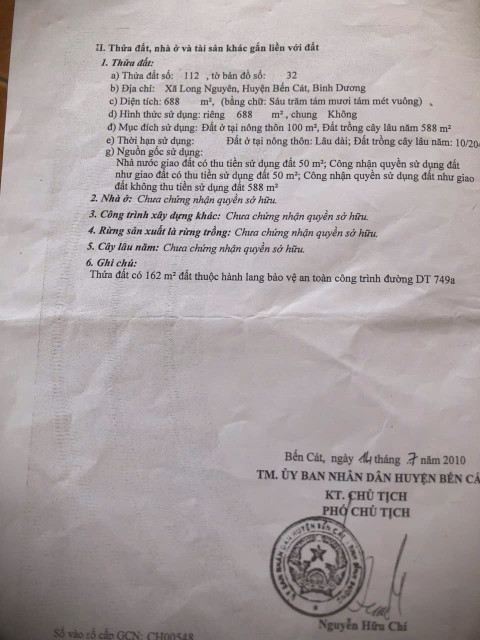 II. Thửa đất, nhà ở và tài sản khác gắn liền với đất
1. Thửa đất:
a) Thửa đất số: 112 , tờ bản đồ số: 32
b) Địa chỉ: Xã Long Nguyên, Huyện Bến Cát, Bình Dương
c) Diện tích: 688 m², (bằng chữ: Sáu trăm tám mươi tám mét vuông) ,
d) Hình thức sử dụng: riêng 688 m² , chung Không
đ) Mục đích sử dụng: Đất ở tại nông thôn 100 m², Đất trồng cây lâu năm 588 m²
e) Thời hạn sử dụng: Đất ở tại nông thôn: Lâu dài; Đất trồng cây lâu năm: 10/204
g) Nguồn gốc sử dụng:
Nhà nước giao đất có thu tiền sử dụng đất 50 m²; Công nhận quyền sử dụng đất
như giao đất có thu tiền sử dụng đất 50 m²; Công nhận quyền sử dụng đất như giao
đất không thu tiền sử dụng đất 588 m²
2. Nhà ở: Chưa chứng nhận quyền sở hữu.
3. Công trình xây dựng khác: Chưa chứng nhận quyền sở hữu.
4. Rừng sản xuất là rừng trồng: Chưa chứng nhận quyền sở hữu.
5. Cây lâu năm: Chưa chứng nhận quyền sở hữu.
6. Ghi chú:
Thửa đất có 162 m² đất thuộc hành lang bảo vệ an toàn công trình đường DT 749a
Bến Cát, ngày 14 tháng 7 năm 2010
TM. ỦY BAN NHÂN DÂN HUYỆN BẾN CÁ
KT. CHỦ TỊCH
PHÓ CHỦ TỊCH
Nguyễn Hữu Chí
Số vào sổ cấp GCN: CH00548